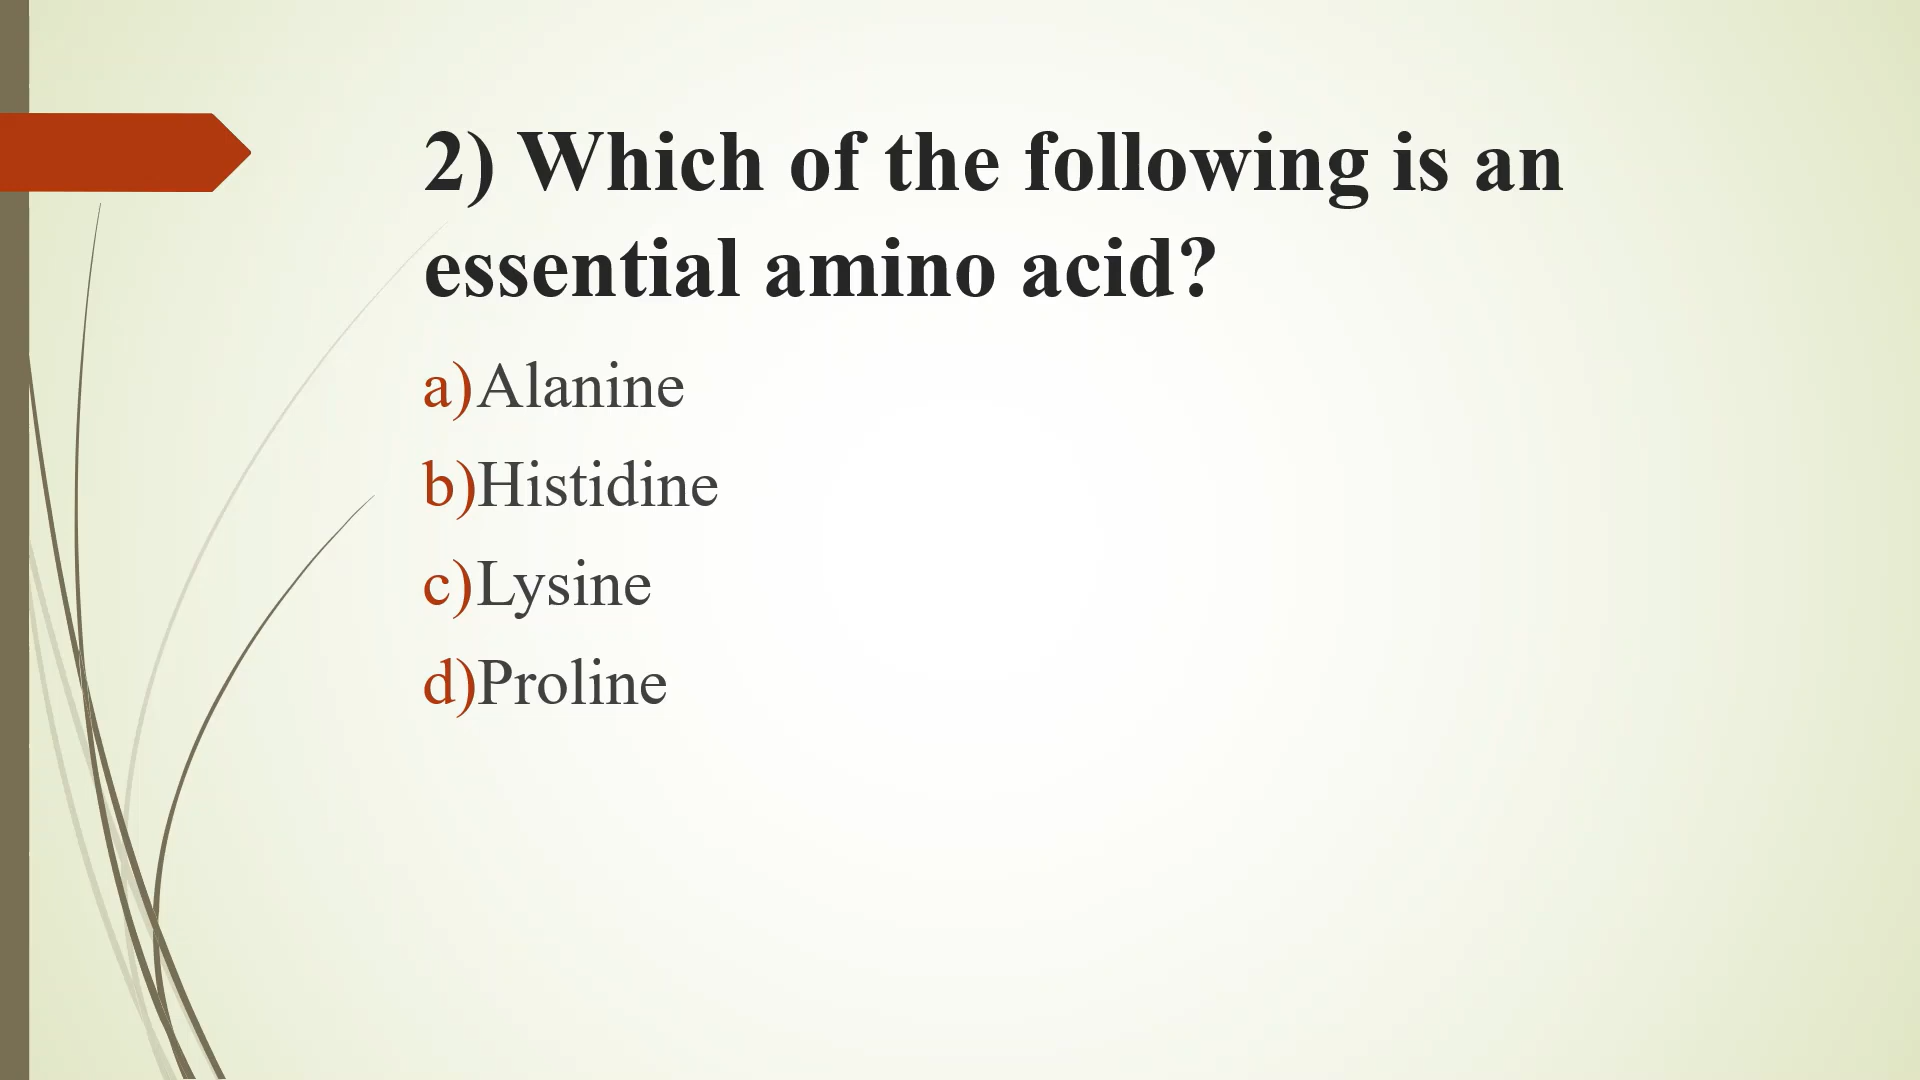 2) Which of the following is an
essential amino acid?
a)Alanine
b)Histidine
c)Lysine
d)Proline